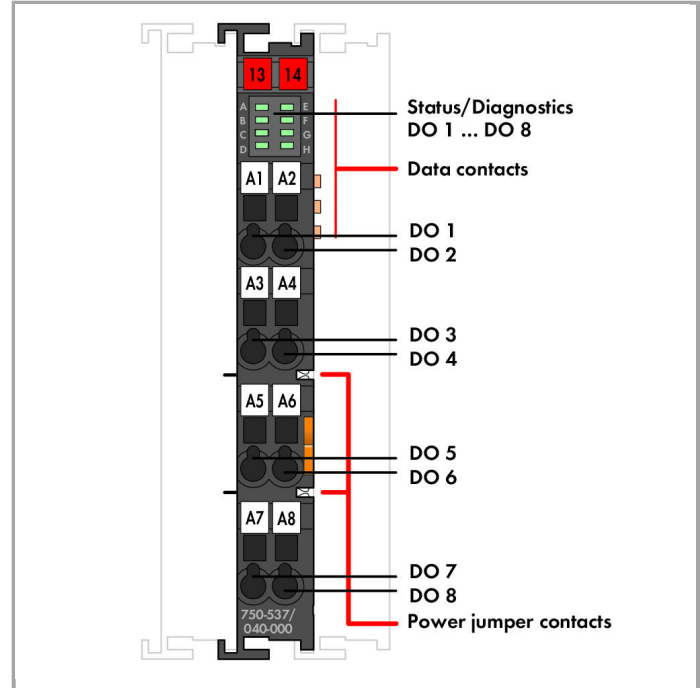 13 14
A E
B F
C G
D H
Status/Diagnostics
DO 1 ... DO 8
Data contacts
A1 A2
DO 1
DO 2
A3 A4
DO 3
DO 4
A5 A6
DO 5
DO 6
A7 A8
DO 7
DO 8
750-537/
040-000
Power jumper contacts